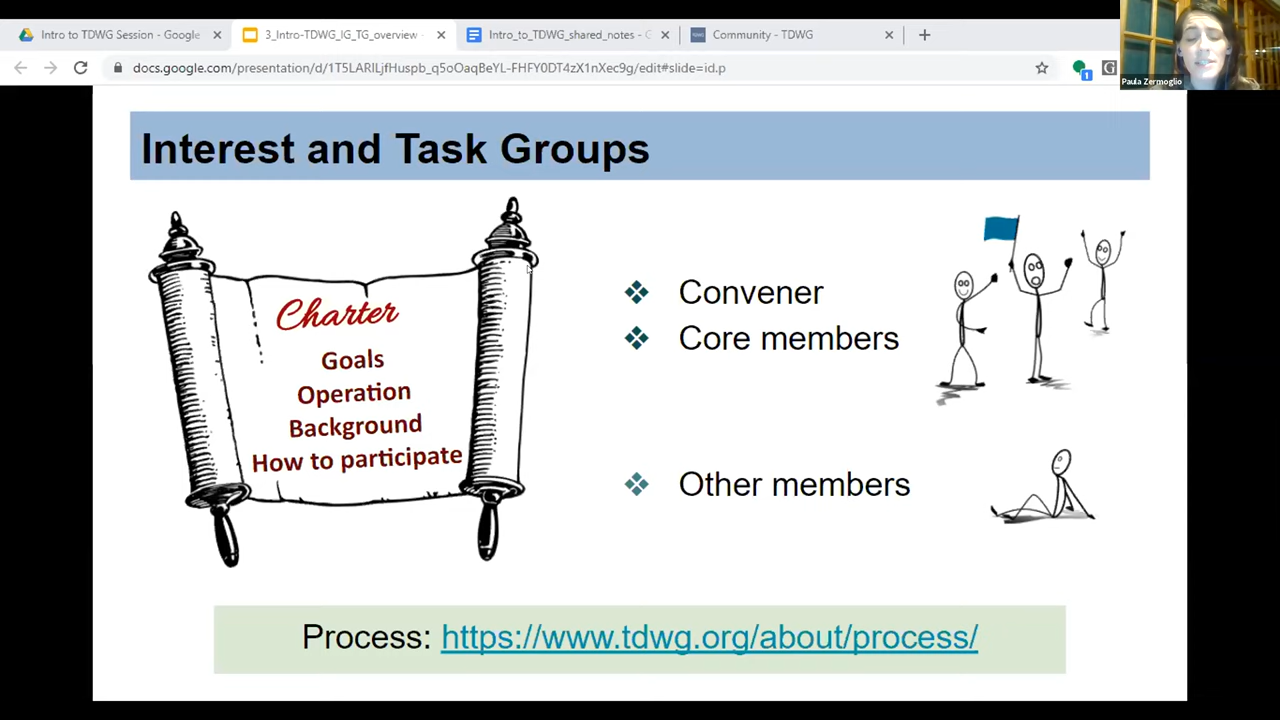 Intro to TDWG Session - Google
3_Intro-TDWG_IG_TG_overview -
Intro_to_TDWG_shared_notes - G
Community - TDWG
docs.google.com/presentation/d/1T5LARlLjfHuspb_q5oOaqBeYL-FHFY0DT4zX1nXec9g/edit#slide=id.p
1
G
Paula Zermoglio
Interest and Task Groups
Charter
Goals
Operation
Background
How to participate
Convener
Core members
Other members
Process: https://www.tdwg.org/about/process/